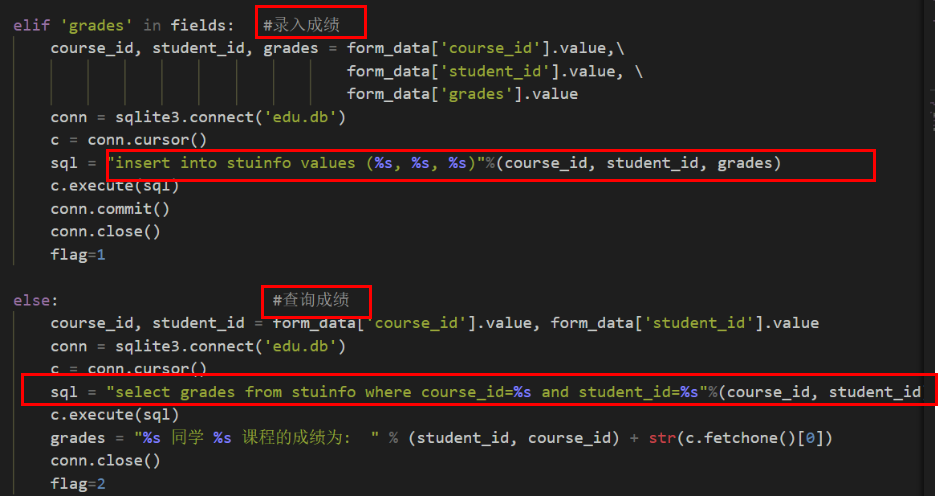 elif 'grades' in fields:   #录入成绩
    course_id, student_id, grades = form_data['course_id'].value,\
                                    form_data['student_id'].value, \
                                    form_data['grades'].value
    conn = sqlite3.connect('edu.db')
    c = conn.cursor()
    sql = "insert into stuinfo values (%s, %s, %s)"%(course_id, student_id, grades)
    c.execute(sql)
    conn.commit()
    conn.close()
    flag=1
else:                       #查询成绩
    course_id, student_id = form_data['course_id'].value, form_data['student_id'].value
    conn = sqlite3.connect('edu.db')
    c = conn.cursor()
    sql = "select grades from stuinfo where course_id=%s and student_id=%s"%(course_id, student_id
    c.execute(sql)
    grades = "%s 同学 %s 课程的成绩为:  " % (student_id, course_id) + str(c.fetchone()[0])
    conn.close()
    flag=2